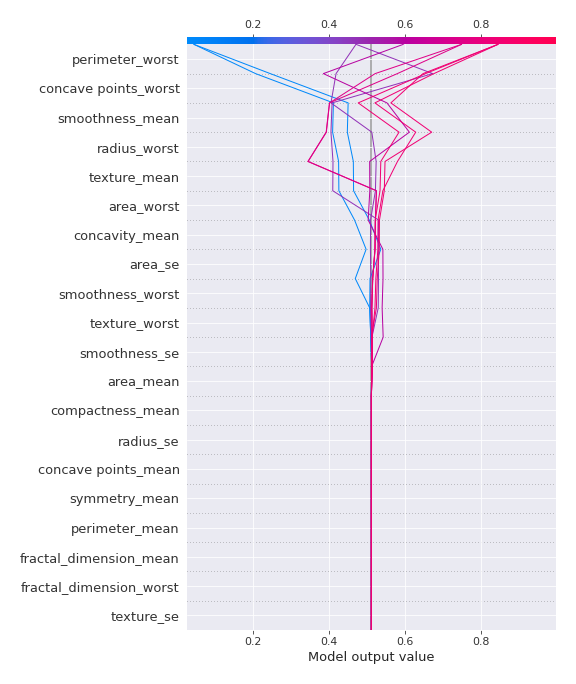 0.2 0.4 0.6 0.8
perimeter_worst
concave points_worst
smoothness_mean
radius_worst
texture_mean
area_worst
concavity_mean
area_se
smoothness_worst
texture_worst
smoothness_se
area_mean
compactness_mean
radius_se
concave points_mean
symmetry_mean
perimeter_mean
fractal_dimension_mean
fractal_dimension_worst
texture_se
0.2 0.4 0.6 0.8
Model output value